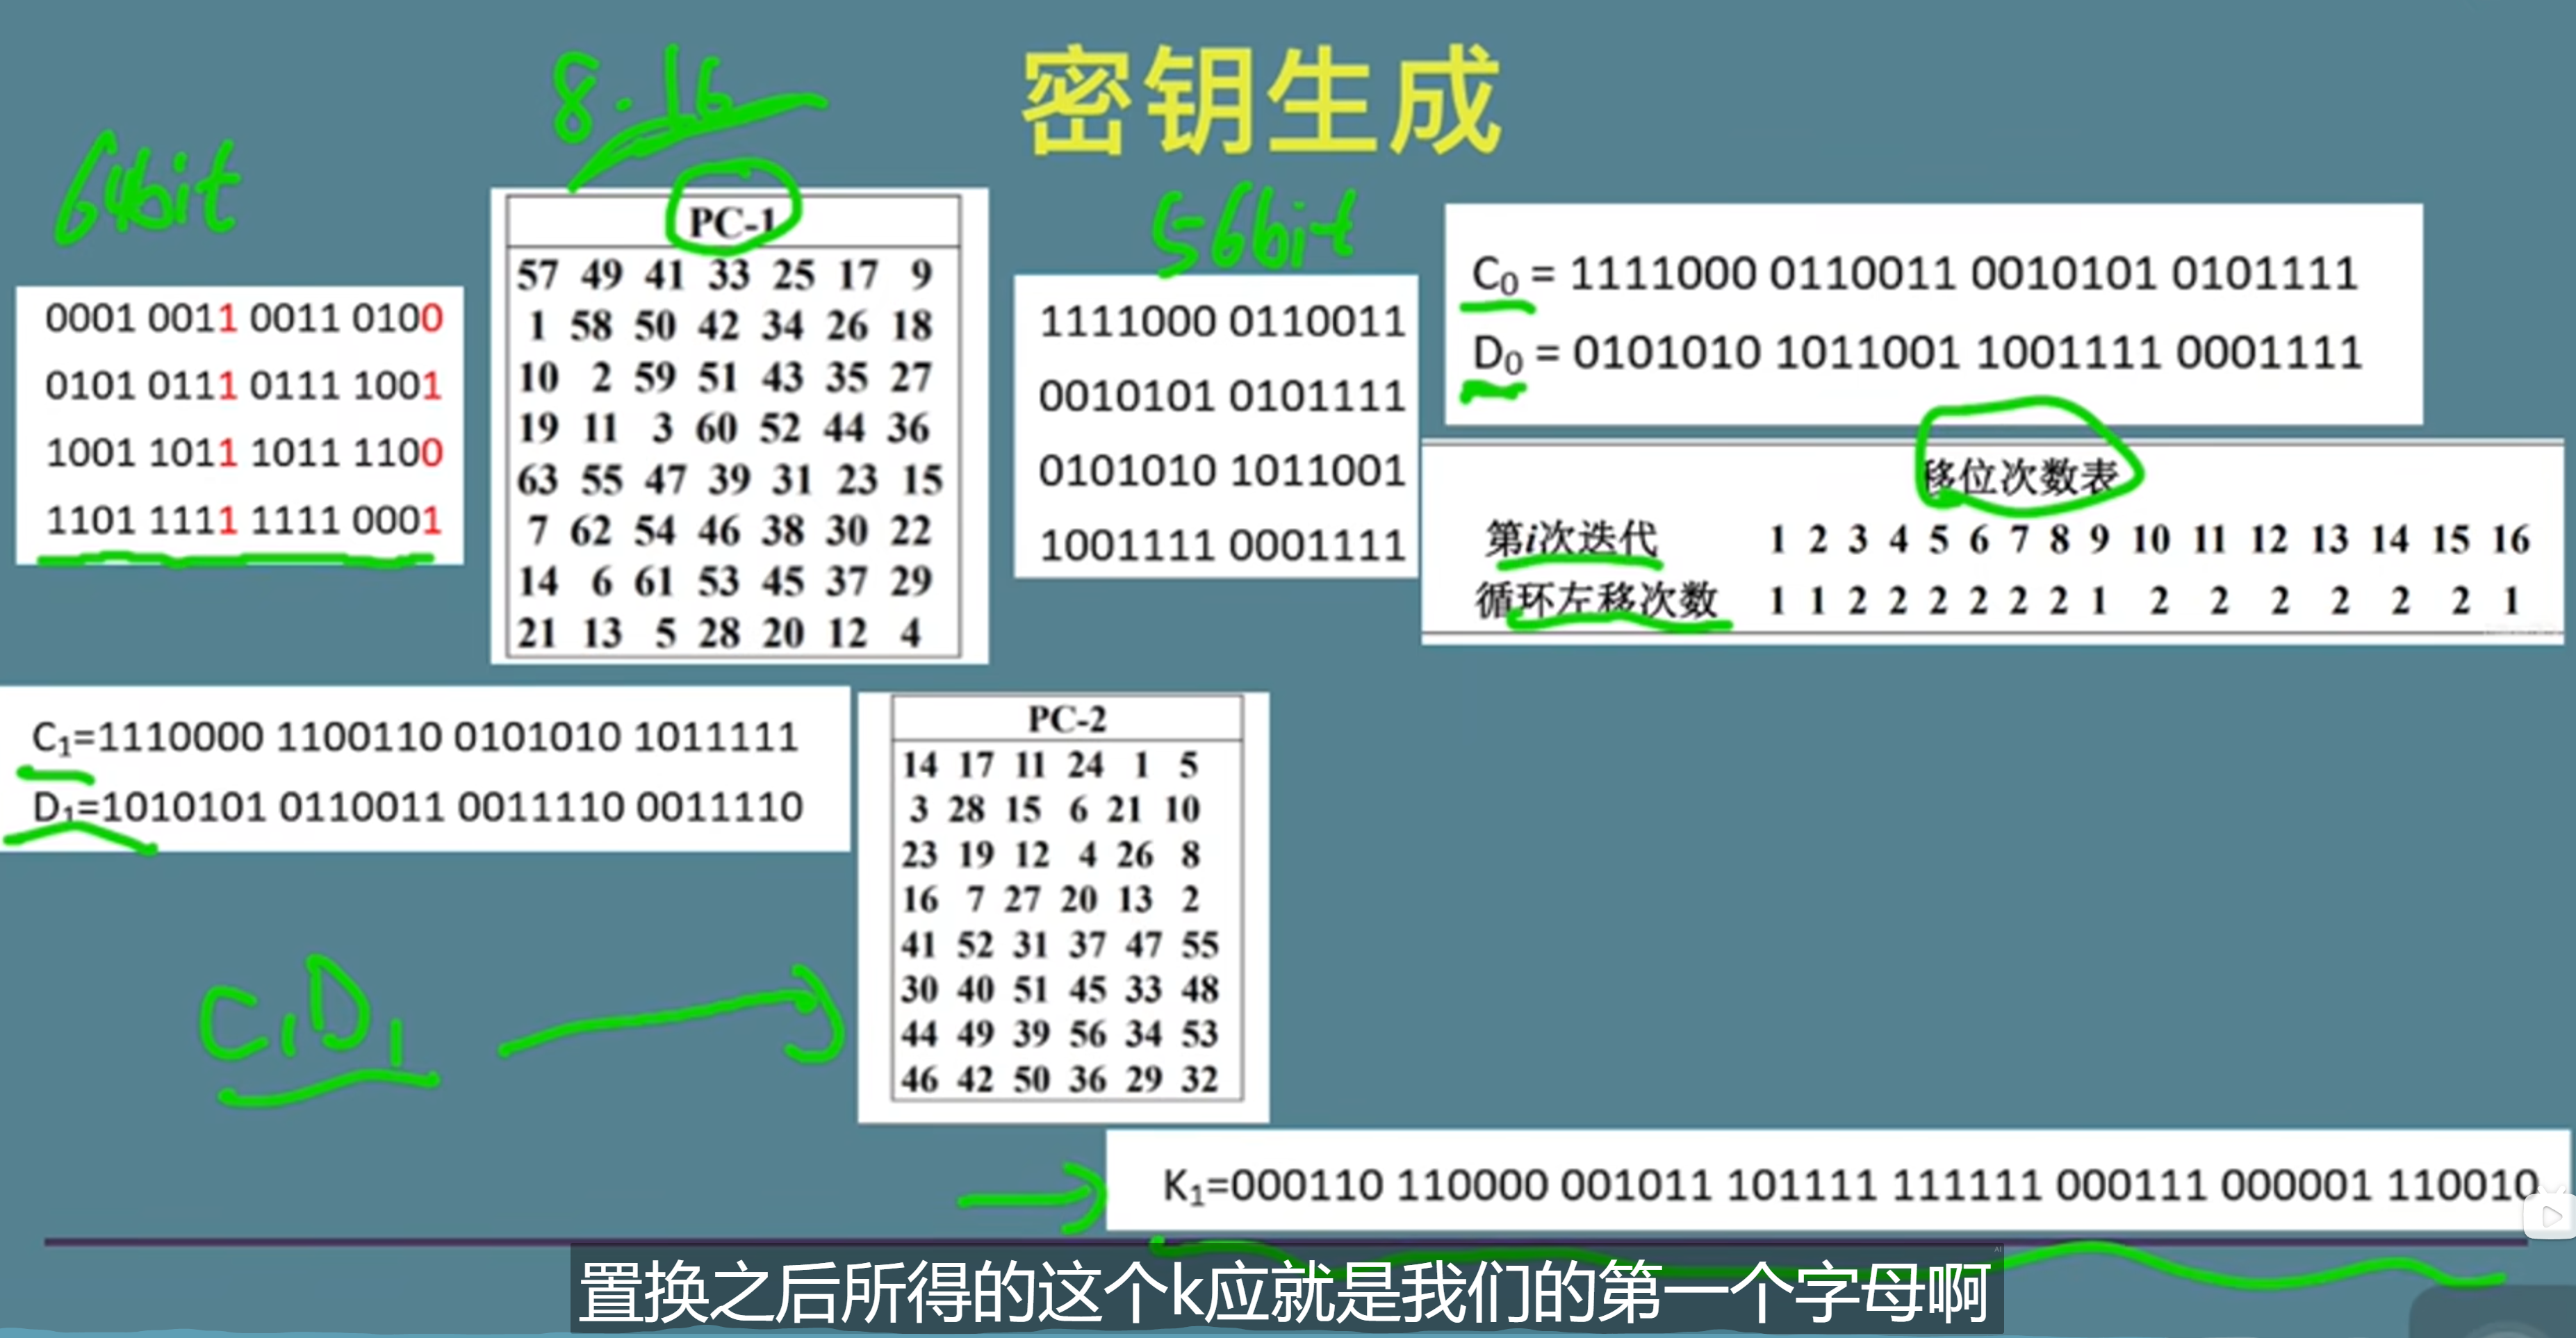 密钥生成
8.16
64bit
0001 0011 0011 0100
0101 0111 0111 1001
1001 1011 1011 1100
1101 1111 1111 0001
PC-1
57 49 41 33 25 17 9
1 58 50 42 34 26 18
10 2 59 51 43 35 27
19 11 3 60 52 44 36
63 55 47 39 31 23 15
7 62 54 46 38 30 22
14 6 61 53 45 37 29
21 13 5 28 20 12 4
56bit
1111000 0110011
0010101 0101111
0101010 1011001
1001111 0001111
C0 = 1111000 0110011 0010101 0101111
D0 = 0101010 1011001 1001111 0001111
移位次数表
第i次迭代 1 2 3 4 5 6 7 8 9 10 11 12 13 14 15 16
循环左移次数 1 1 2 2 2 2 2 2 1 2 2 2 2 2 2 1
C1=1110000 1100110 0101010 1011111
D1=1010101 0110011 0011110 0011110
C1D1
PC-2
14 17 11 24 1 5
3 28 15 6 21 10
23 19 12 4 26 8
16 7 27 20 13 2
41 52 31 37 47 55
30 40 51 45 33 48
44 49 39 56 34 53
46 42 50 36 29 32
K1=000110 110000 001011 101111 111111 000111 000001 110010
置换之后所得的这个k应就是我们的第一个字母啊